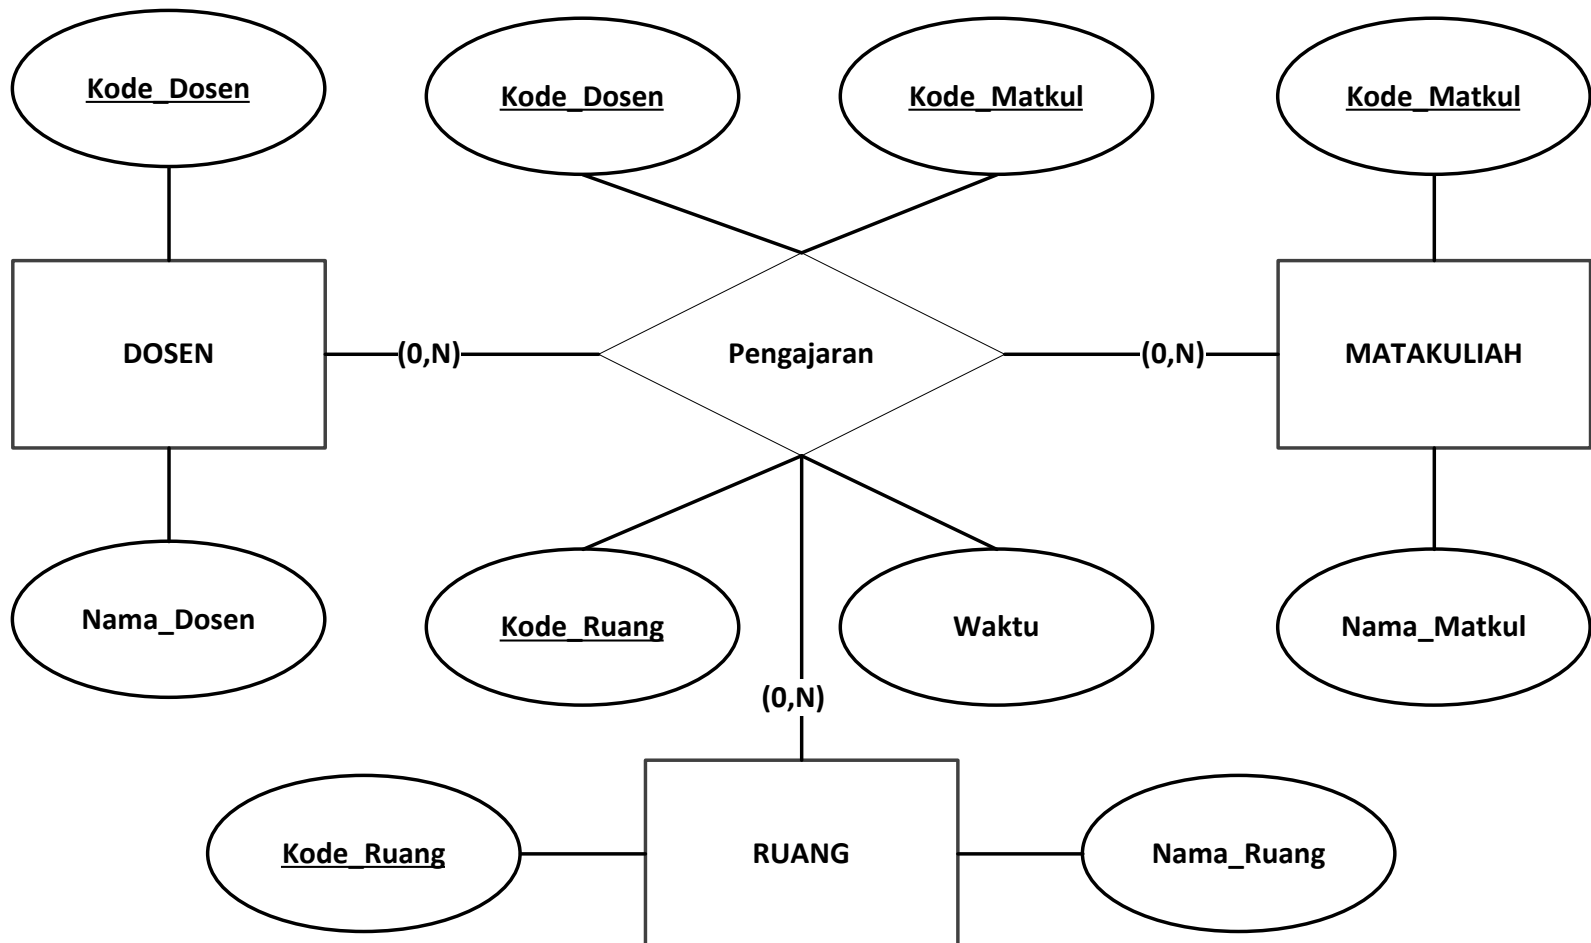 Kode_Dosen
Kode_Dosen
Kode_Matkul
Kode_Matkul
DOSEN
(0,N)
Pengajaran
(0,N)
MATAKULIAH
Nama_Dosen
Kode_Ruang
Waktu
Nama_Matkul
(0,N)
Kode_Ruang
RUANG
Nama_Ruang